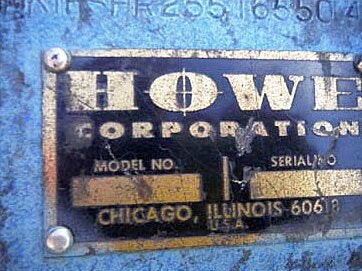 HOWE
CORPORATION
MODEL NO. SERIAL NO
CHICAGO, ILLINOIS 60618
U.S.A.